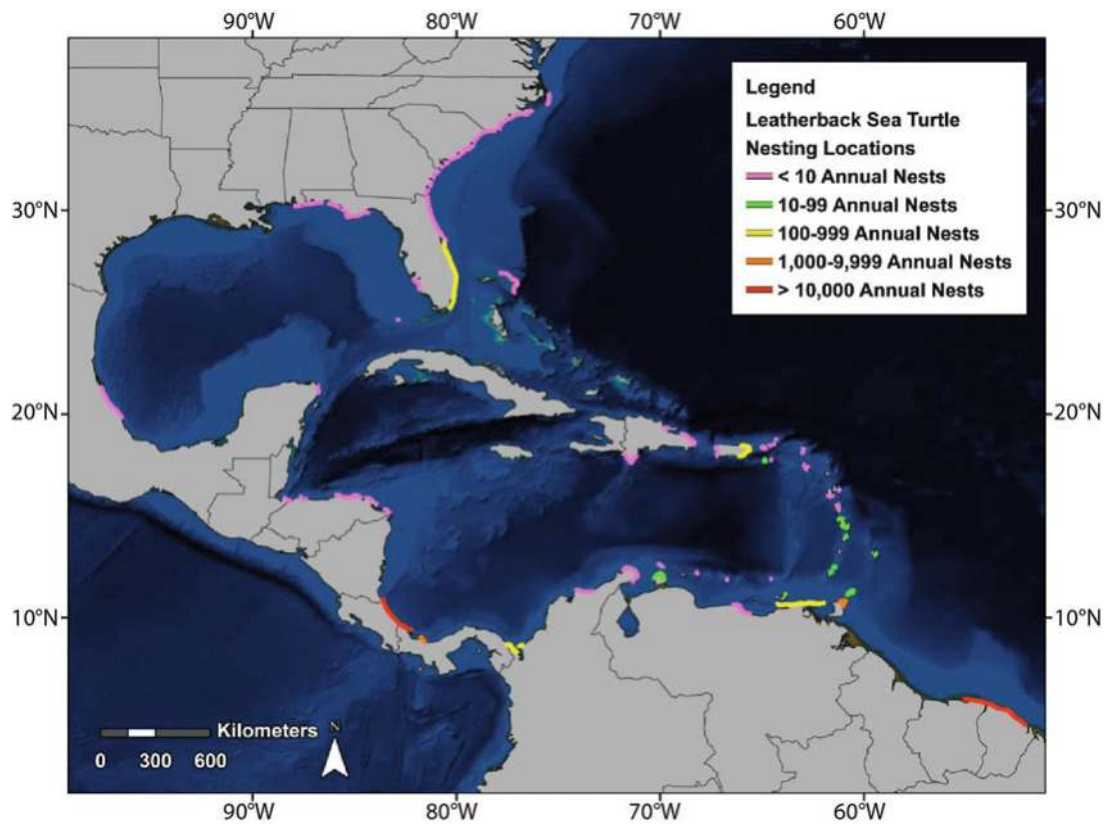 90°W 80°W 70°W 60°W
Legend
Leatherback Sea Turtle
Nesting Locations
< 10 Annual Nests
10-99 Annual Nests
100-999 Annual Nests
1,000-9,999 Annual Nests
> 10,000 Annual Nests
30°N 30°N
20°N 20°N
10°N 10°N
Kilometers N
0 300 600
90°W 80°W 70°W 60°W